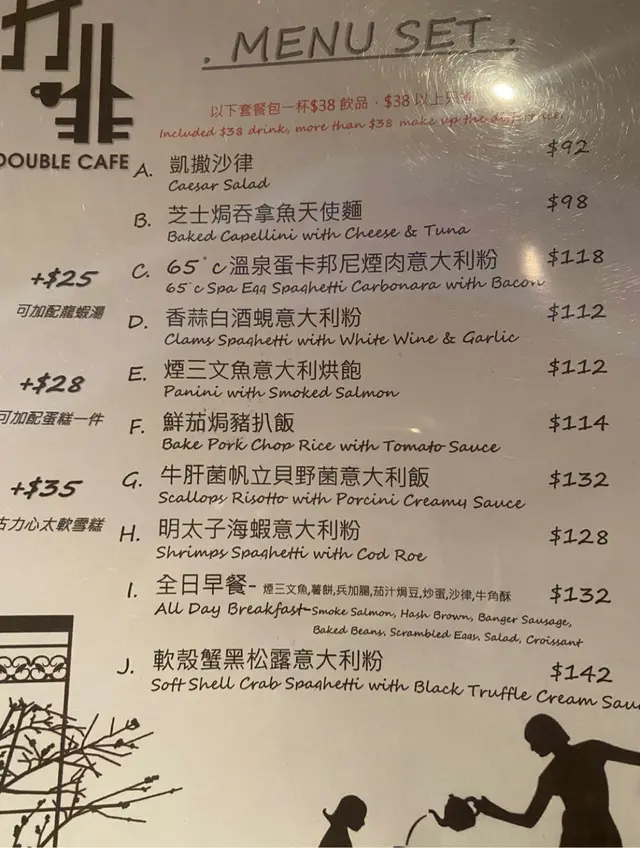 DOUBLE CAFE
. MENU SET .
以下套餐包一杯$38 飲品，$38 以上
Included $38 drink, more than $38 make up the difference
A. 凱撒沙律 $92
Caesar Salad
B. 芝士焗吞拿魚天使麵 $98
Baked Capellini with Cheese & Tuna
C. 65°c溫泉蛋卡邦尼煙肉意大利粉 $118
65°c Spa Egg Spaghetti Carbonara with Bacon
D. 香蒜白酒蜆意大利粉 $112
Clams Spaghetti with White Wine & Garlic
E. 煙三文魚意大利烘飽 $112
Panini with Smoked Salmon
F. 鮮茄焗豬扒飯 $114
Bake Pork Chop Rice with Tomato Sauce
G. 牛肝菌帆立貝野菌意大利飯 $132
Scallops Risotto with Porcini Creamy Sauce
H. 明太子海蝦意大利粉 $128
Shrimps Spaghetti with Cod Roe
I. 全日早餐- 煙三文魚,薯餅,兵加腸,茄汁焗豆,炒蛋,沙律,牛角酥 $132
All Day Breakfast-Smoke Salmon, Hash Brown, Banger Sausage,
Baked Beans, Scrambled Eggs, Salad, Croissant
J. 軟殼蟹黑松露意大利粉 $142
Soft Shell Crab Spaghetti with Black Truffle Cream Sau
+$25
可加配龍蝦湯
+$28
可加配蛋糕一件
+$35
古力心太軟雪糕